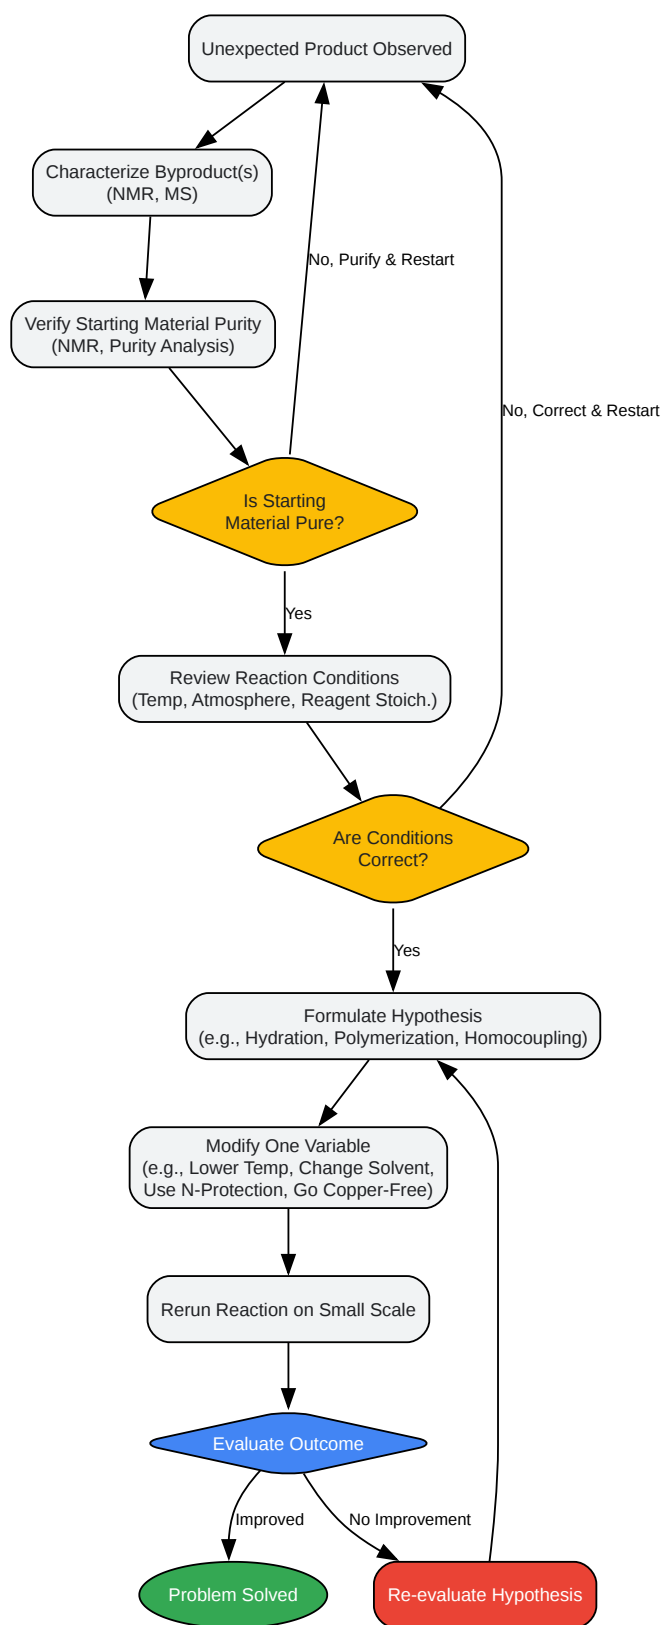 Unexpected Product Observed
Characterize Byproduct(s)
(NMR, MS)
No, Purify & Restart
Verify Starting Material Purity
(NMR, Purity Analysis)
No, Correct & Restart
Is Starting
Material Pure?
Yes
Review Reaction Conditions
(Temp, Atmosphere, Reagent Stoich.)
Are Conditions
Correct?
Yes
Formulate Hypothesis
(e.g., Hydration, Polymerization, Homocoupling)
Modify One Variable
(e.g., Lower Temp, Change Solvent,
Use N-Protection, Go Copper-Free)
Rerun Reaction on Small Scale
Evaluate Outcome
Improved
No Improvement
Problem Solved
Re-evaluate Hypothesis